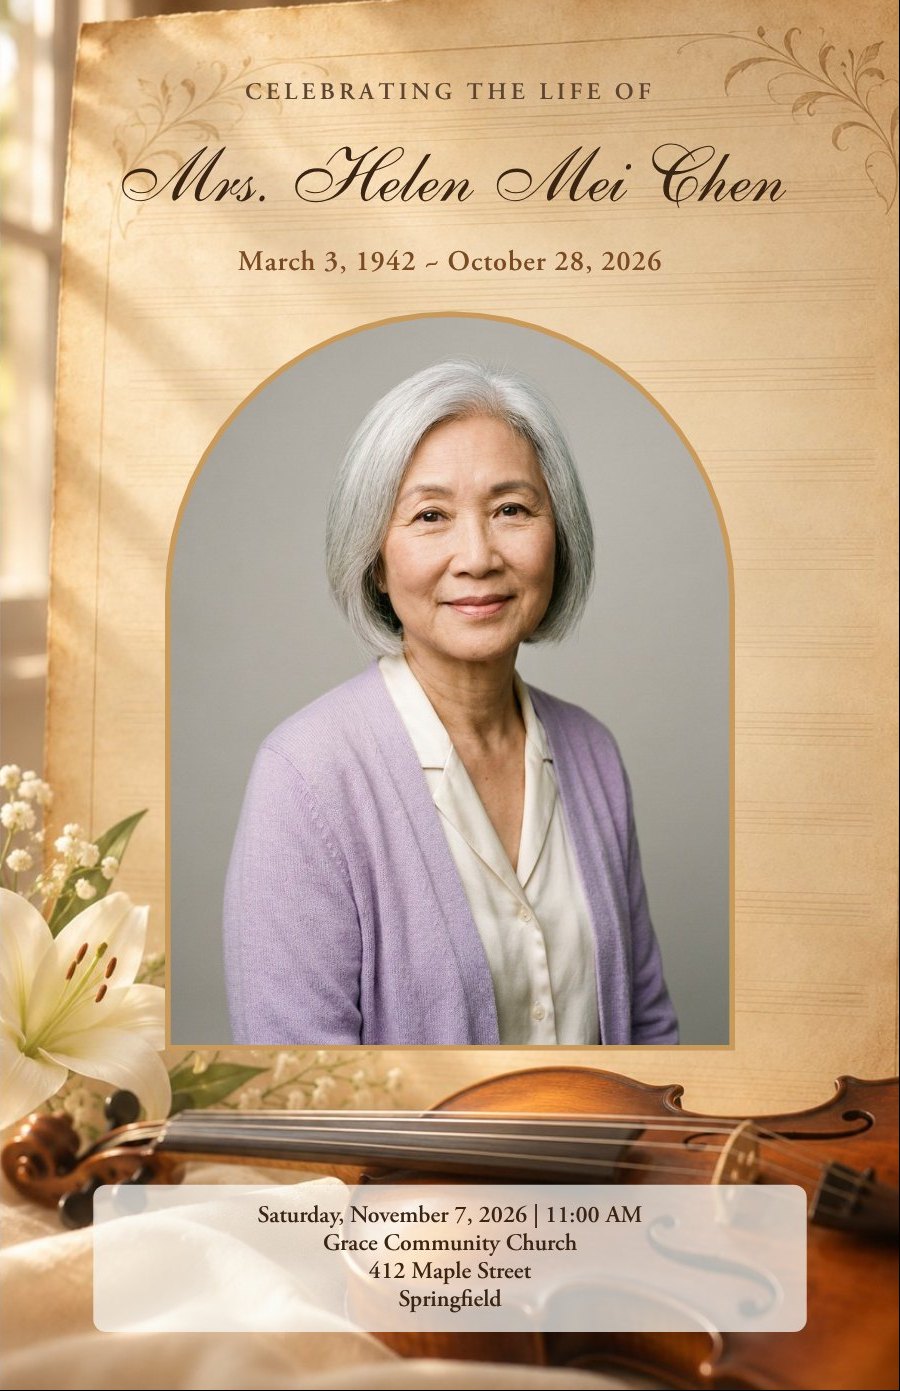 CELEBRATING THE LIFE OF
Mrs. Helen Mei Chen
March 3, 1942 ~ October 28, 2026
Saturday, November 7, 2026 | 11:00 AM
Grace Community Church
412 Maple Street
Springfield